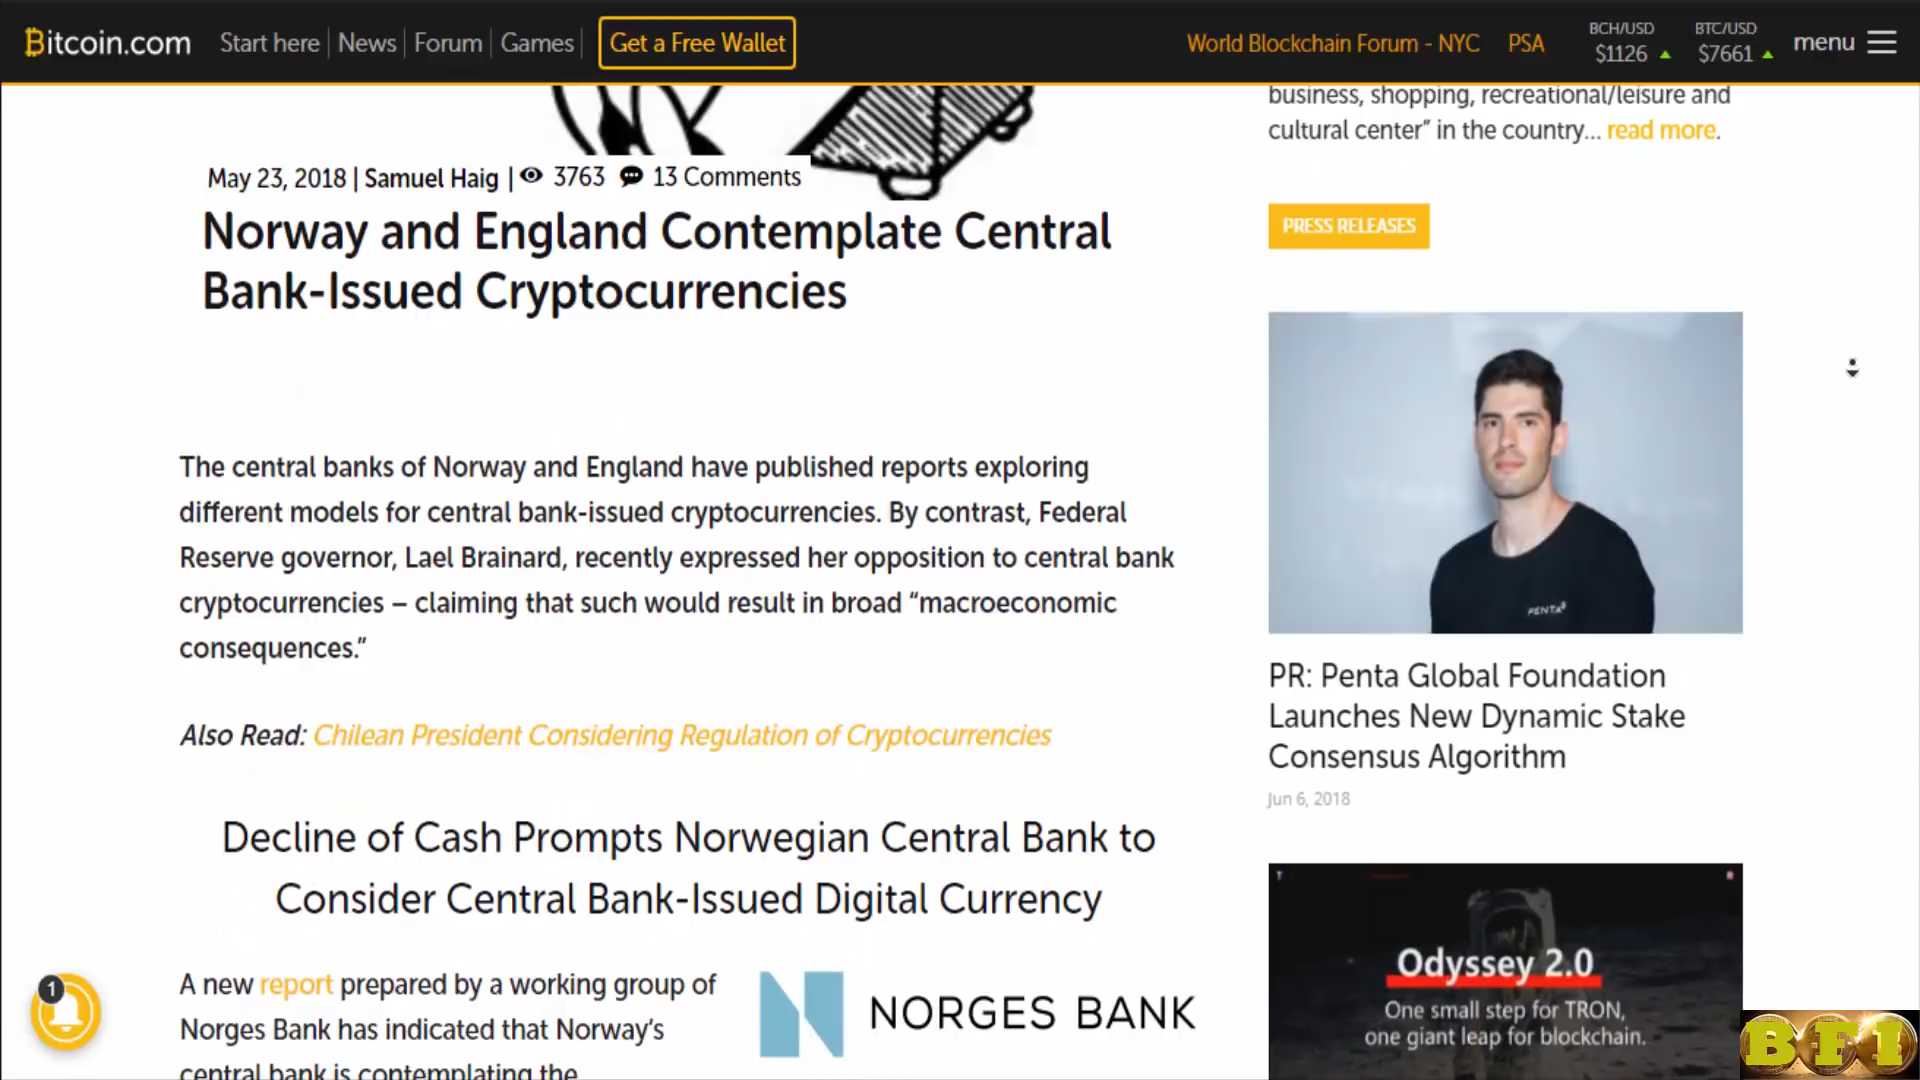 Bitcoin.com
Start here
News
Forum
Games
Get a Free Wallet
World Blockchain Forum - NYC
PSA
BCH/USD
$1126
BTC/USD
$7661
menu
May 23, 2018 | Samuel Haig | 3763 13 Comments
Norway and England Contemplate Central
Bank-Issued Cryptocurrencies
The central banks of Norway and England have published reports exploring
different models for central bank-issued cryptocurrencies. By contrast, Federal
Reserve governor, Lael Brainard, recently expressed her opposition to central bank
cryptocurrencies – claiming that such would result in broad “macroeconomic
consequences.”
Also Read: Chilean President Considering Regulation of Cryptocurrencies
Decline of Cash Prompts Norwegian Central Bank to
Consider Central Bank-Issued Digital Currency
A new report prepared by a working group of
Norges Bank has indicated that Norway’s
central bank is contemplating the
NORGES BANK
1
business, shopping, recreational/leisure and
cultural center” in the country... read more.
PRESS RELEASES
PENTA
PR: Penta Global Foundation
Launches New Dynamic Stake
Consensus Algorithm
Jun 6, 2018
Odyssey 2.0
One small step for TRON,
one giant leap for blockchain.
BFI